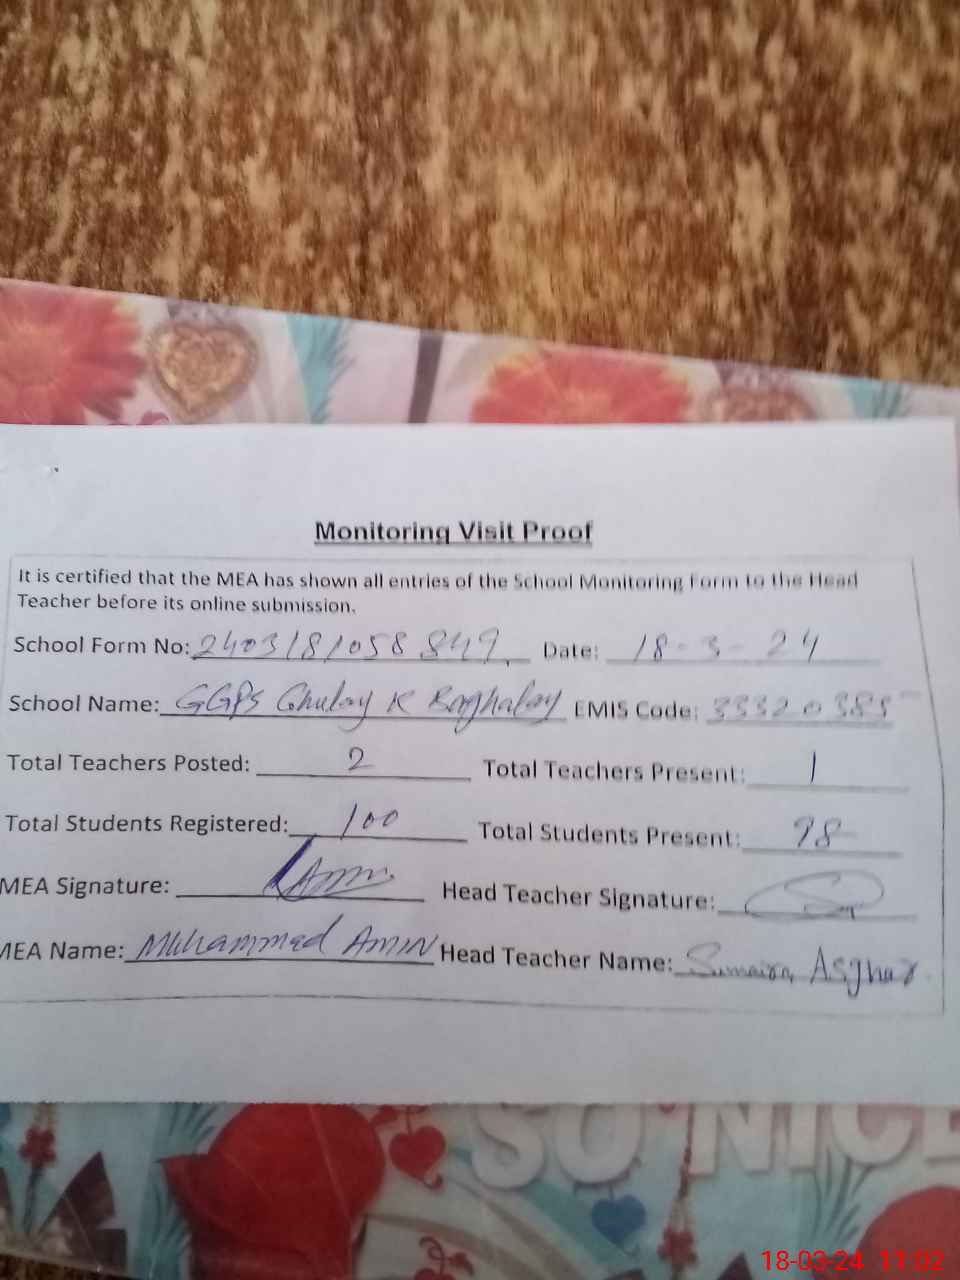 Monitoring Visit Proof
It is certified that the MEA has shown all entries of the School Monitoring Form to the Head
Teacher before its online submission.
School Form No: 2403181058849 Date: 18-3-24
School Name: GGPS Ghulay K Baghalay EMIS Code: 33320385
Total Teachers Posted: 2 Total Teachers Present: 1
Total Students Registered: 100 Total Students Present: 98
MEA Signature: Amin Head Teacher Signature:
MEA Name: Muhammad AMIN Head Teacher Name: Sumaira Asghar
SO NICE
18-03-24 11:02